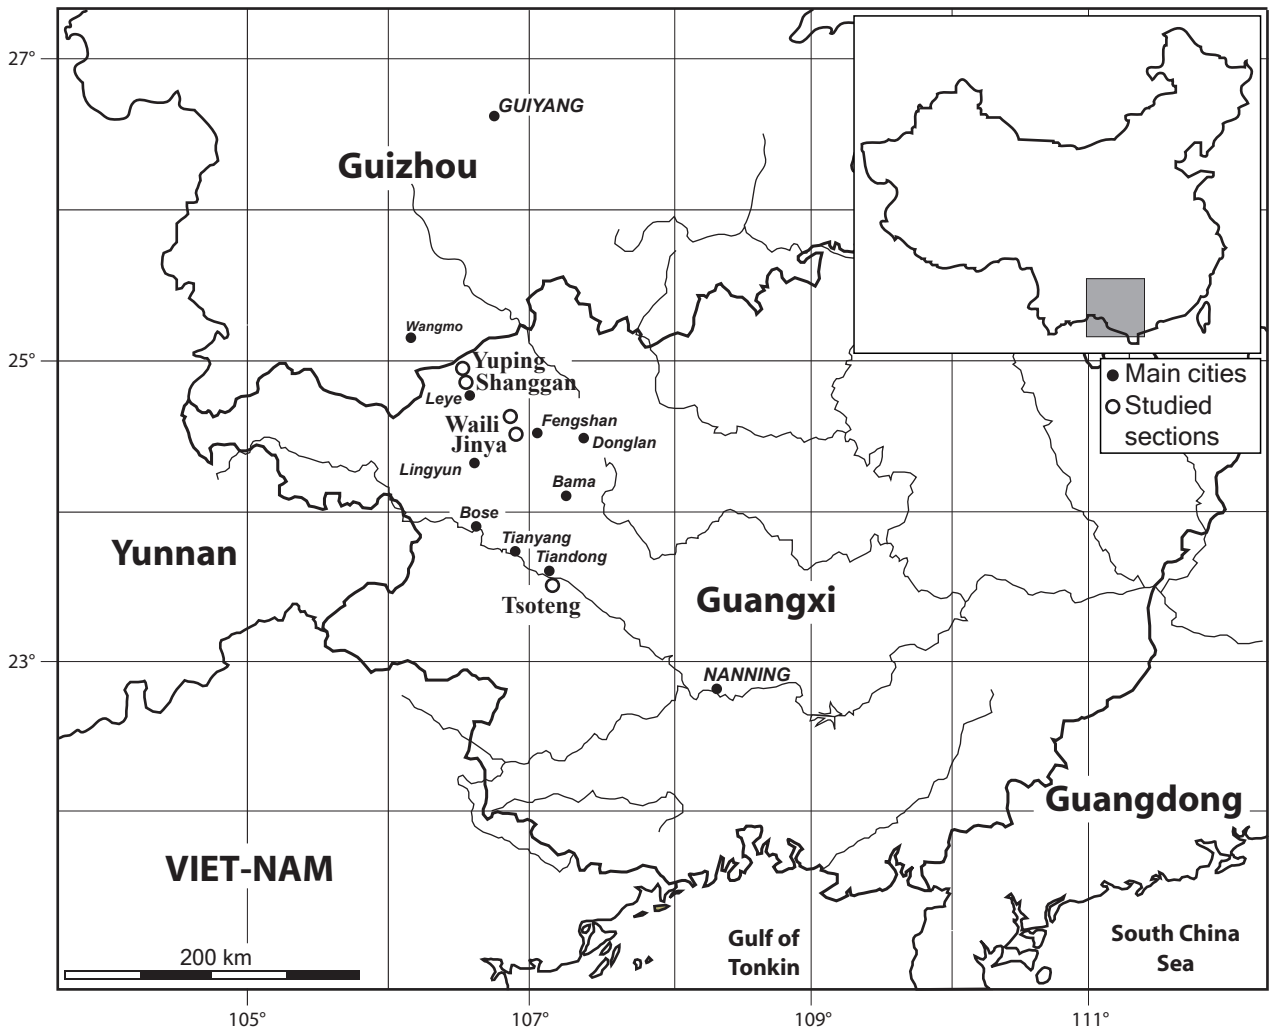 27°
GUIYANG
Guizhou
Wangmo
25°
Yuping
Shanggan
Leye
Waili
Jinya
Fengshan
Donglan
Lingyun
Bama
Bose
Tianyang
Tiandong
Tsoteng
Yunnan
Guangxi
23°
NANNING
Guangdong
VIET-NAM
200 km
Gulf of
Tonkin
South China
Sea
Main cities
Studied
sections
105°
107°
109°
111°